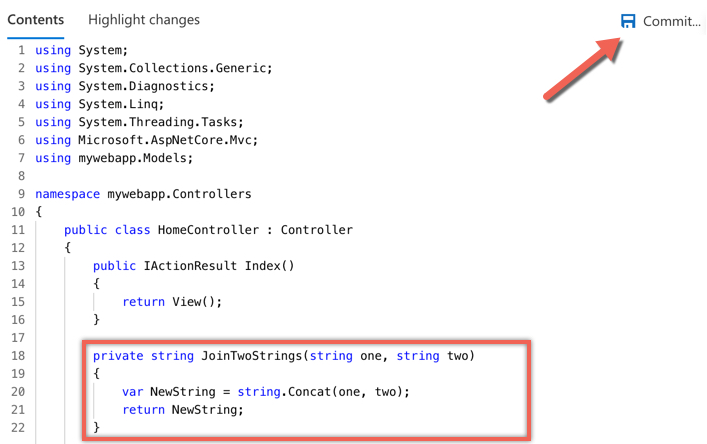 Contents Highlight changes Commit...
1 using System;
2 using System.Collections.Generic;
3 using System.Diagnostics;
4 using System.Linq;
5 using System.Threading.Tasks;
6 using Microsoft.AspNetCore.Mvc;
7 using mywebapp.Models;
8
9 namespace mywebapp.Controllers
10 {
11     public class HomeController : Controller
12     {
13         public IActionResult Index()
14         {
15             return View();
16         }
17
18         private string JoinTwoStrings(string one, string two)
19         {
20             var NewString = string.Concat(one, two);
21             return NewString;
22         }